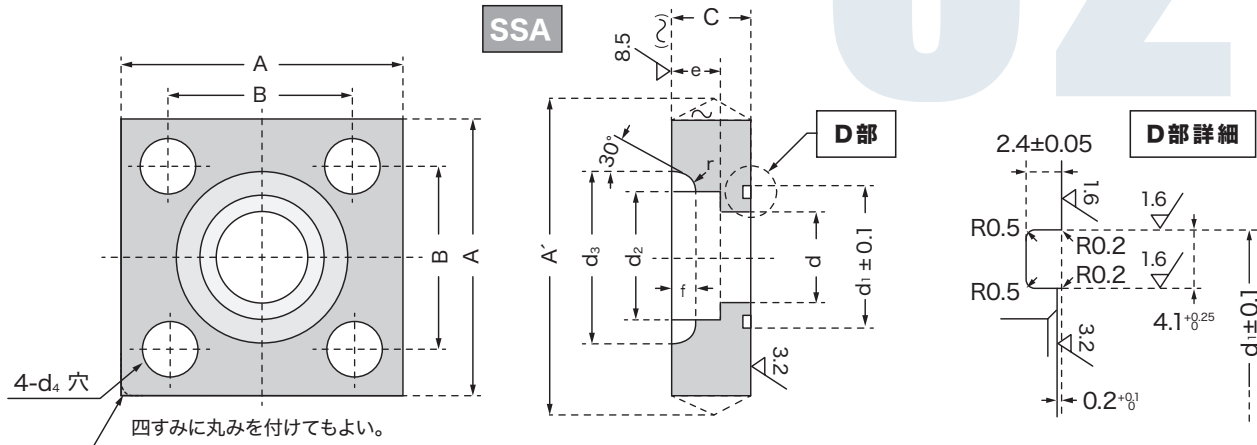 02
SSA
A
B
B
A
4-d₄ 穴
四すみに丸みを付けてもよい。
C
e
8.5
30°
r
A´
d₃
d₂
f
d
d₁ ± 0.1
3.2
D部
D部詳細
2.4±0.05
1.6
1.6
R0.5
R0.2
1.6
R0.2
R0.5
4.1 +0.25 0
d₁ ± 0.1
3.2
0.2 +0.1 0